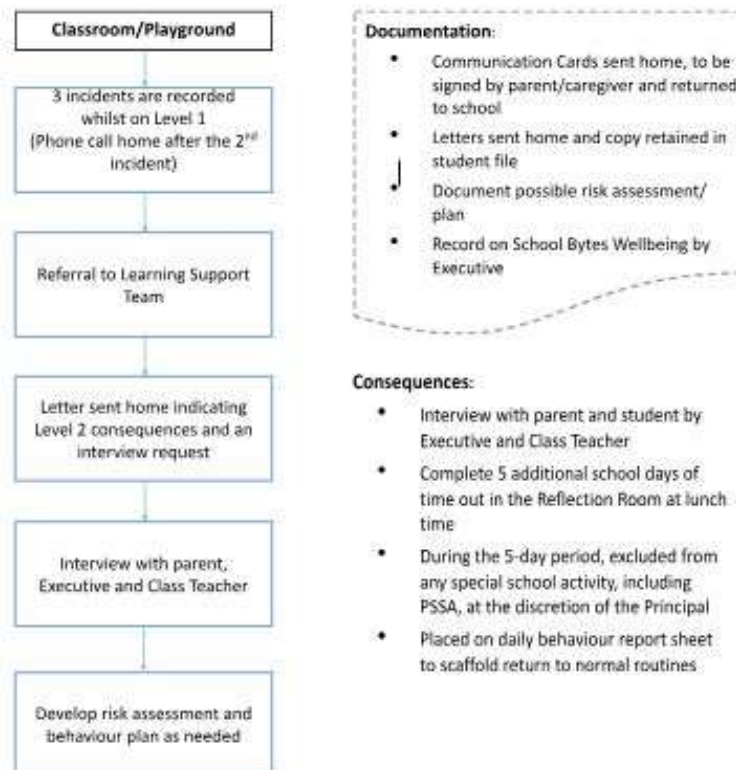 Classroom/Playground
3 incidents are recorded
whilst on Level 1
(Phone call home after the 2nd
incident)
Referral to Learning Support
Team
Letter sent home indicating
Level 2 consequences and an
interview request
Interview with parent,
Executive and Class Teacher
Develop risk assessment and
behaviour plan as needed
Documentation:
• Communication Cards sent home, to be
signed by parent/caregiver and returned
to school
• Letters sent home and copy retained in
student file
• Document possible risk assessment/
plan
• Record on School Bytes Wellbeing by
Executive
Consequences:
• Interview with parent and student by
Executive and Class Teacher
• Complete 5 additional school days of
time out in the Reflection Room at lunch
time
• During the 5-day period, excluded from
any special school activity, including
PSSA, at the discretion of the Principal
• Placed on daily behaviour report sheet
to scaffold return to normal routines